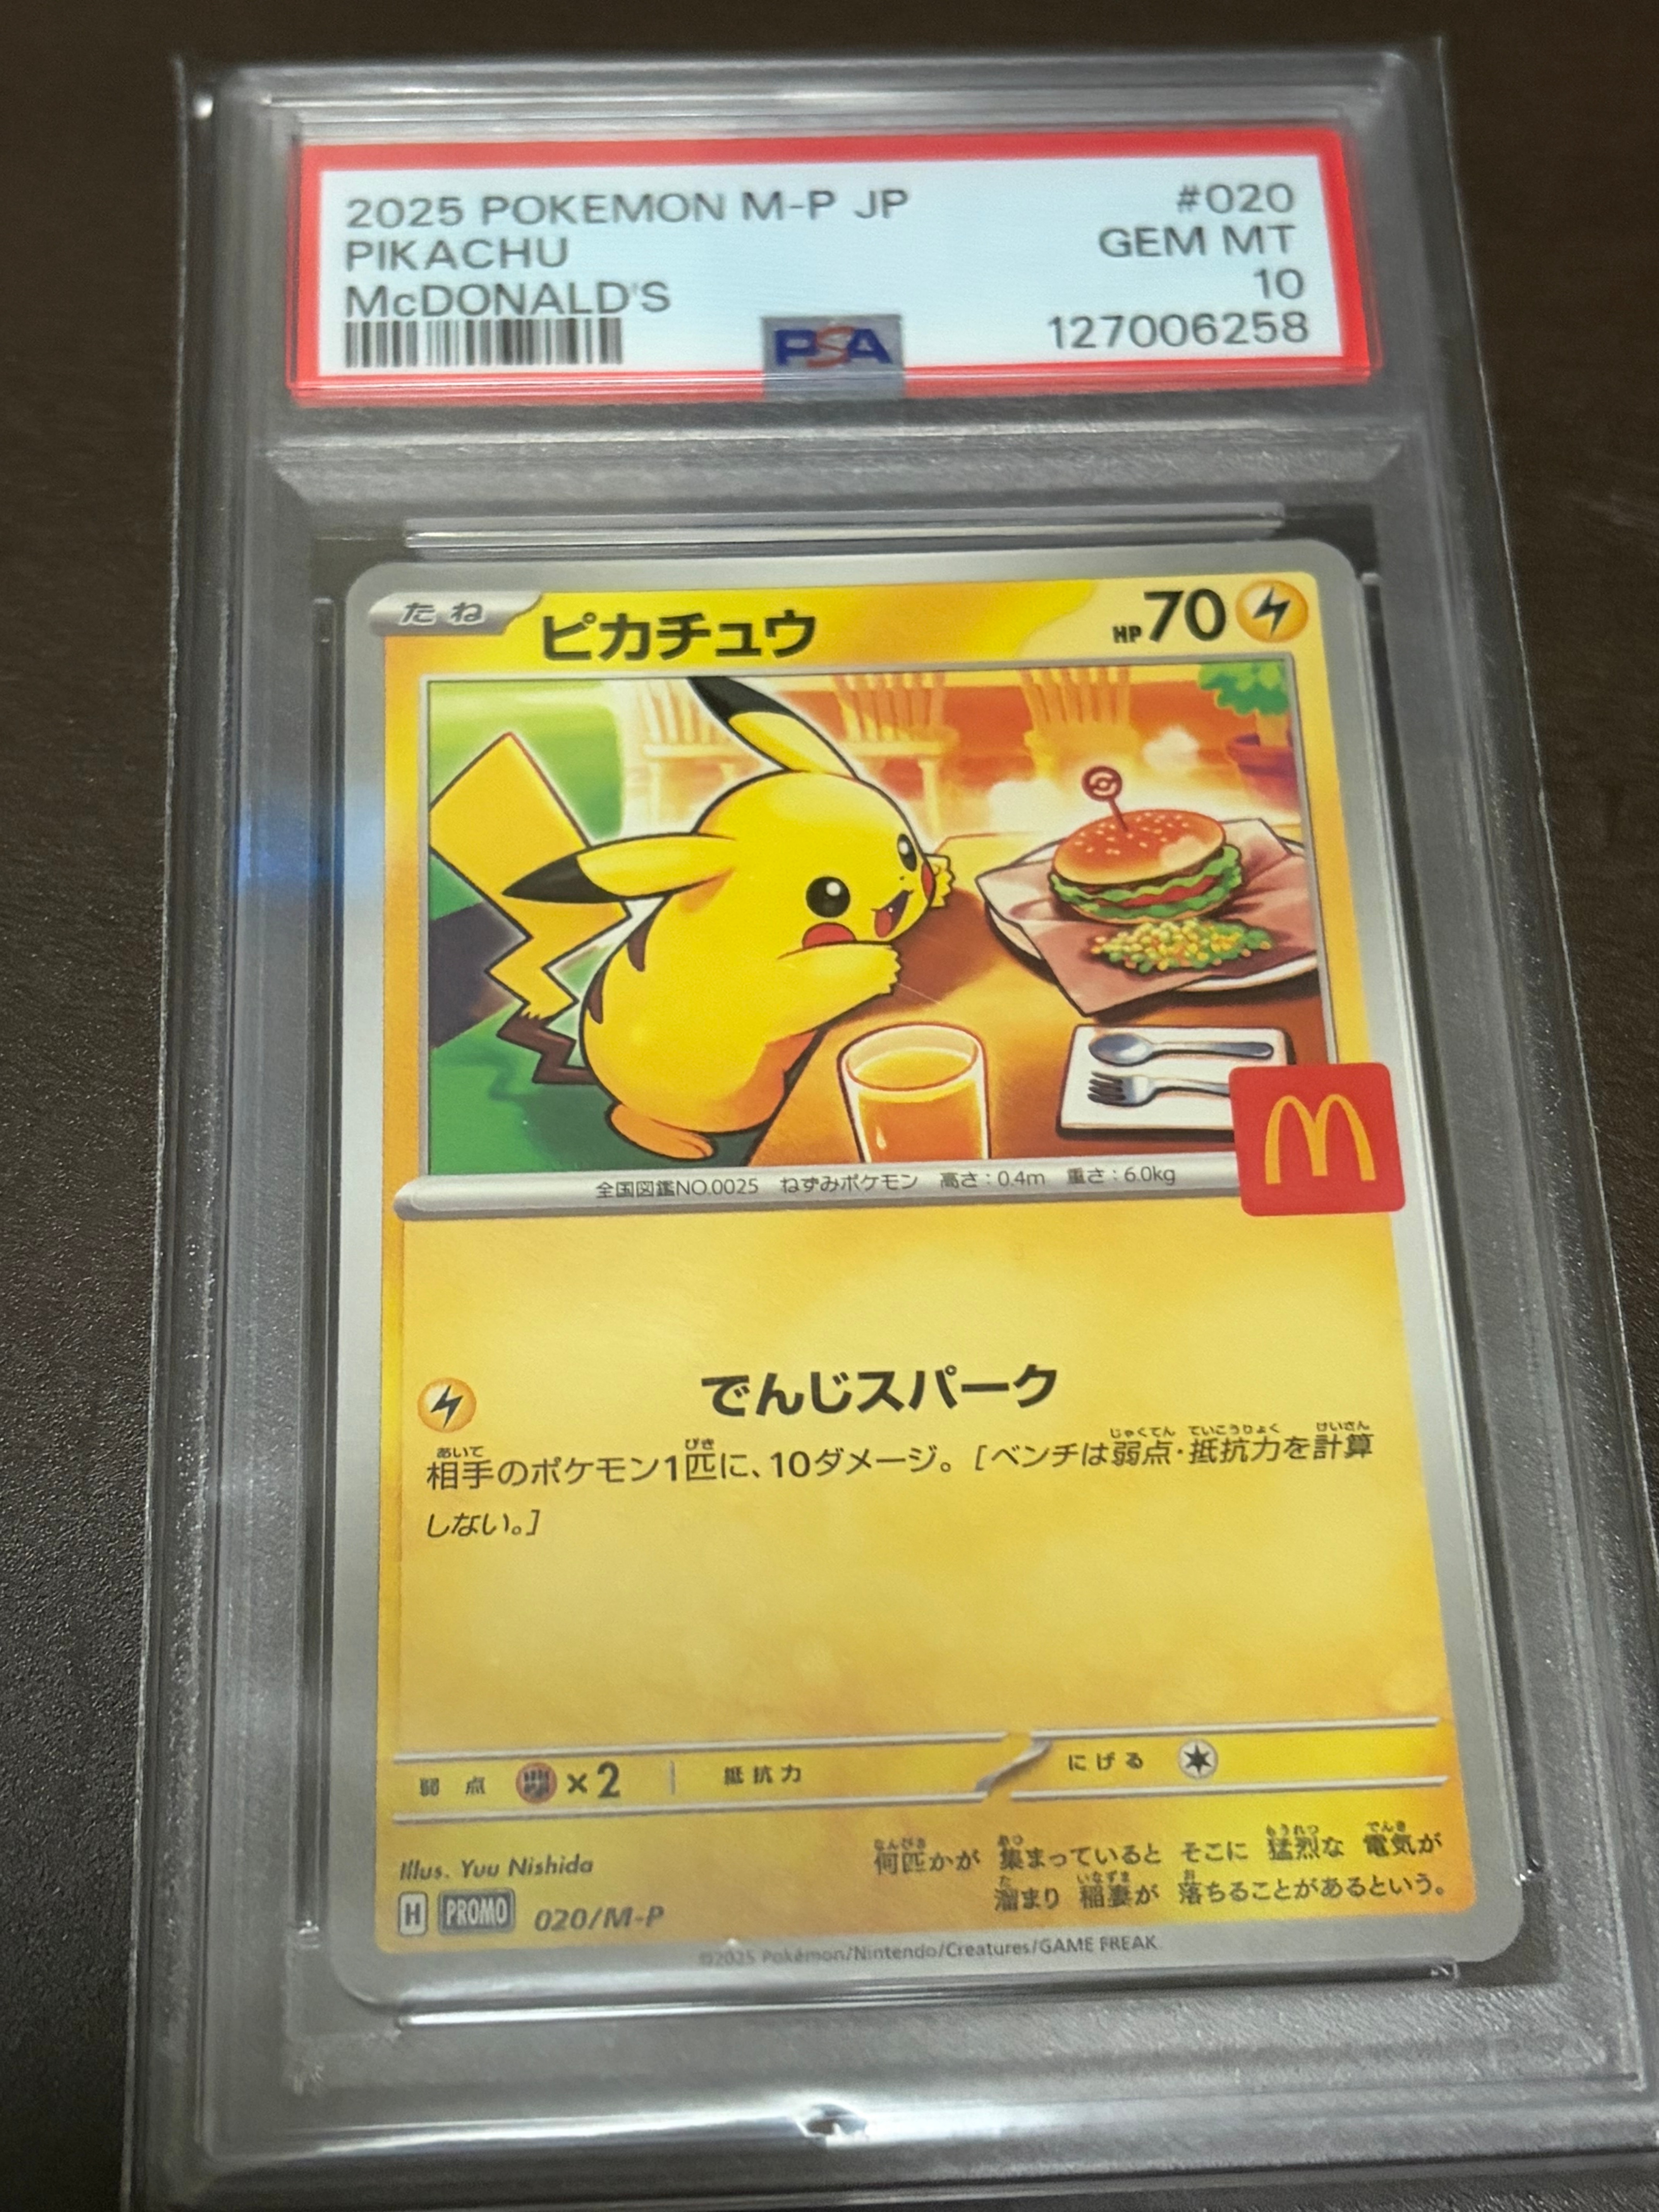 2025 POKEMON M-P JP #020
PIKACHU GEM MT
McDONALD'S 10
PSA 127006258
たね ピカチュウ HP 70
全国図鑑NO.0025 ねずみポケモン 高さ：0.4m 重さ：6.0kg
でんじスパーク
相手のポケモン1匹に、10ダメージ。［ベンチは弱点・抵抗力を計算
しない。］
弱点 ×2 抵抗力 にげる
Illus. Yuu Nishida
何匹かが 集まっていると そこに 猛烈な 電気が
溜まり 稲妻が 落ちることがあるという。
H PROMO 020/M-P
©2025 Pokémon/Nintendo/Creatures/GAME FREAK.